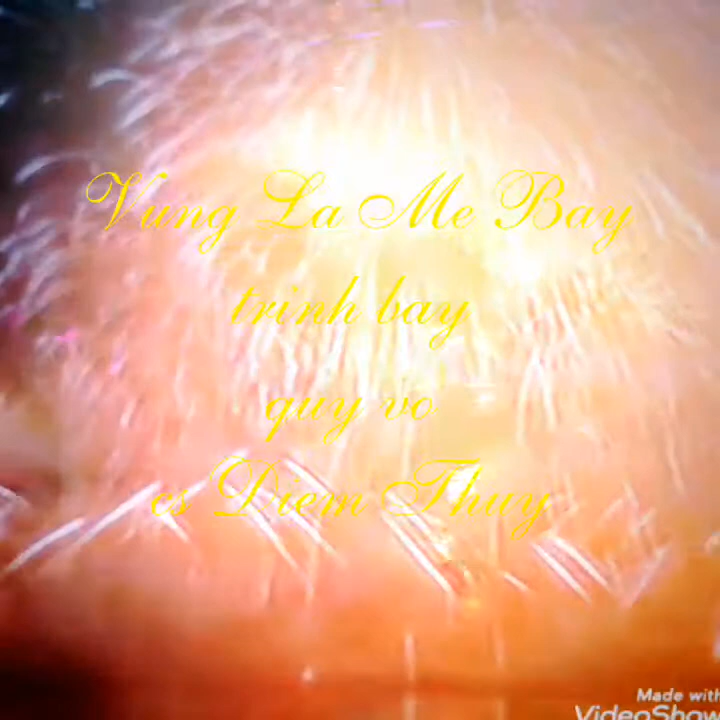 Vung La Me Bay
trinh bay
quy vo
cs Diem Thuy
Made with
VideoShow